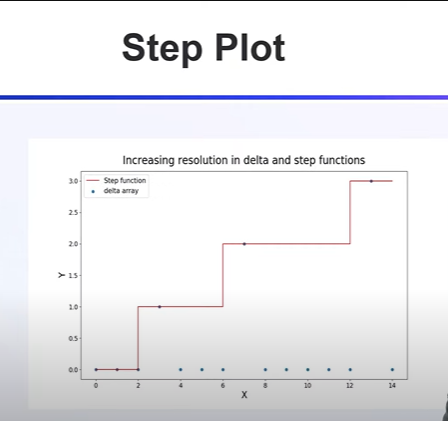 Step Plot
Increasing resolution in delta and step functions
Step function
delta array
3.0
2.5
2.0
1.5
1.0
0.5
0.0
Y
0 2 4 6 8 10 12 14
X